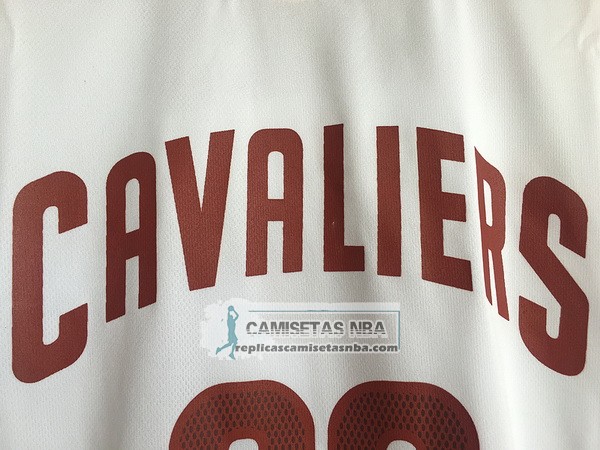 CAVALIERS
CAMISETAS NBA
replicascamisetasnba.com